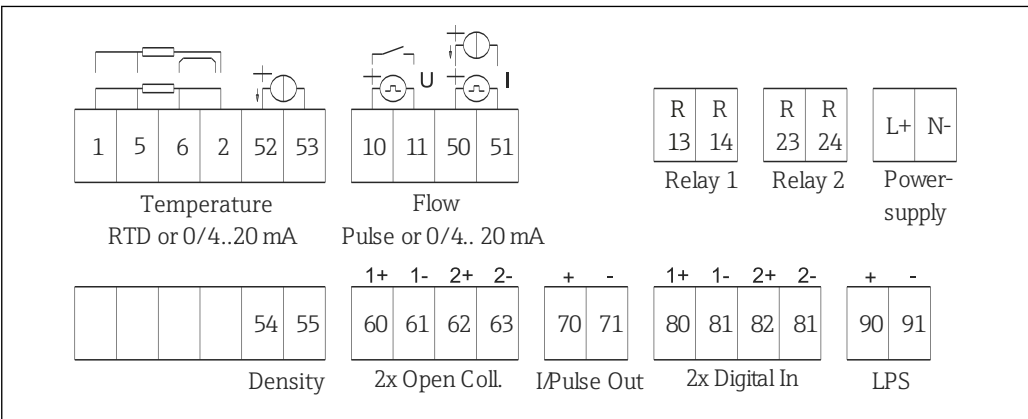 + + U + + I
1 5 6 2 52 53 10 11 50 51 R 13 R 14 R 23 R 24 L+ N-
Temperature Flow Relay 1 Relay 2 Power-
RTD or 0/4..20 mA Pulse or 0/4.. 20 mA supply
1+ 1- 2+ 2- + - 1+ 1- 2+ 2- + -
54 55 60 61 62 63 70 71 80 81 82 81 90 91
Density 2x Open Coll. I/Pulse Out 2x Digital In LPS